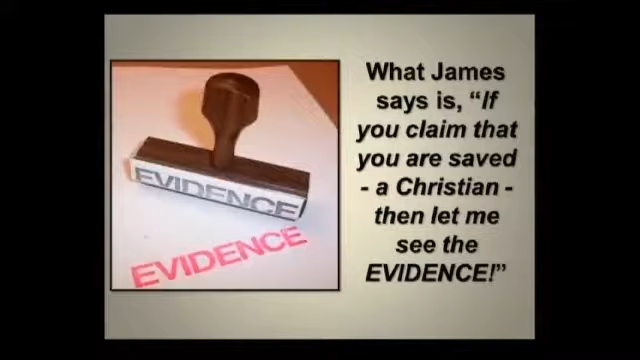 What James
says is, “If
you claim that
you are saved
- a Christian -
then let me
see the
EVIDENCE!”
EVIDENCE
EVIDENCE